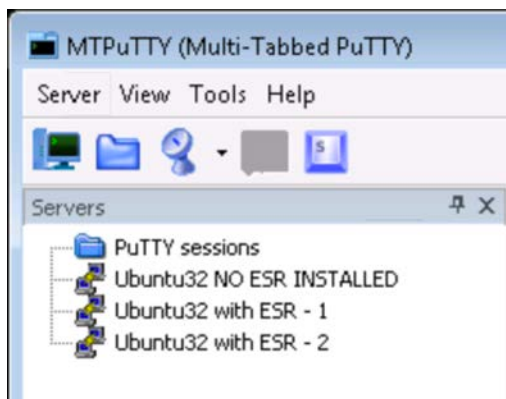 MTPuTTY (Multi-Tabbed PuTTY)
Server View Tools Help
S
Servers
PuTTY sessions
Ubuntu32 NO ESR INSTALLED
Ubuntu32 with ESR - 1
Ubuntu32 with ESR - 2